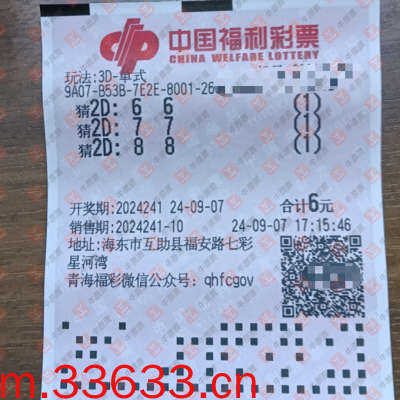 中国福利彩票
CHINA WELFARE LOTTERY
玩法:3D-单式
9A07-B53B-7E2E-8001-26
猜2D: 6 6 (1)
猜2D: 7 7 (1)
猜2D: 8 8 (1)
开奖期:2024241 24-09-07 合计6元
销售期:2024241-10 24-09-07 17:15:46
地址:海东市互助县福安路七彩
星河湾
青海福彩微信公众号: qhfcgov
m.33633.cn